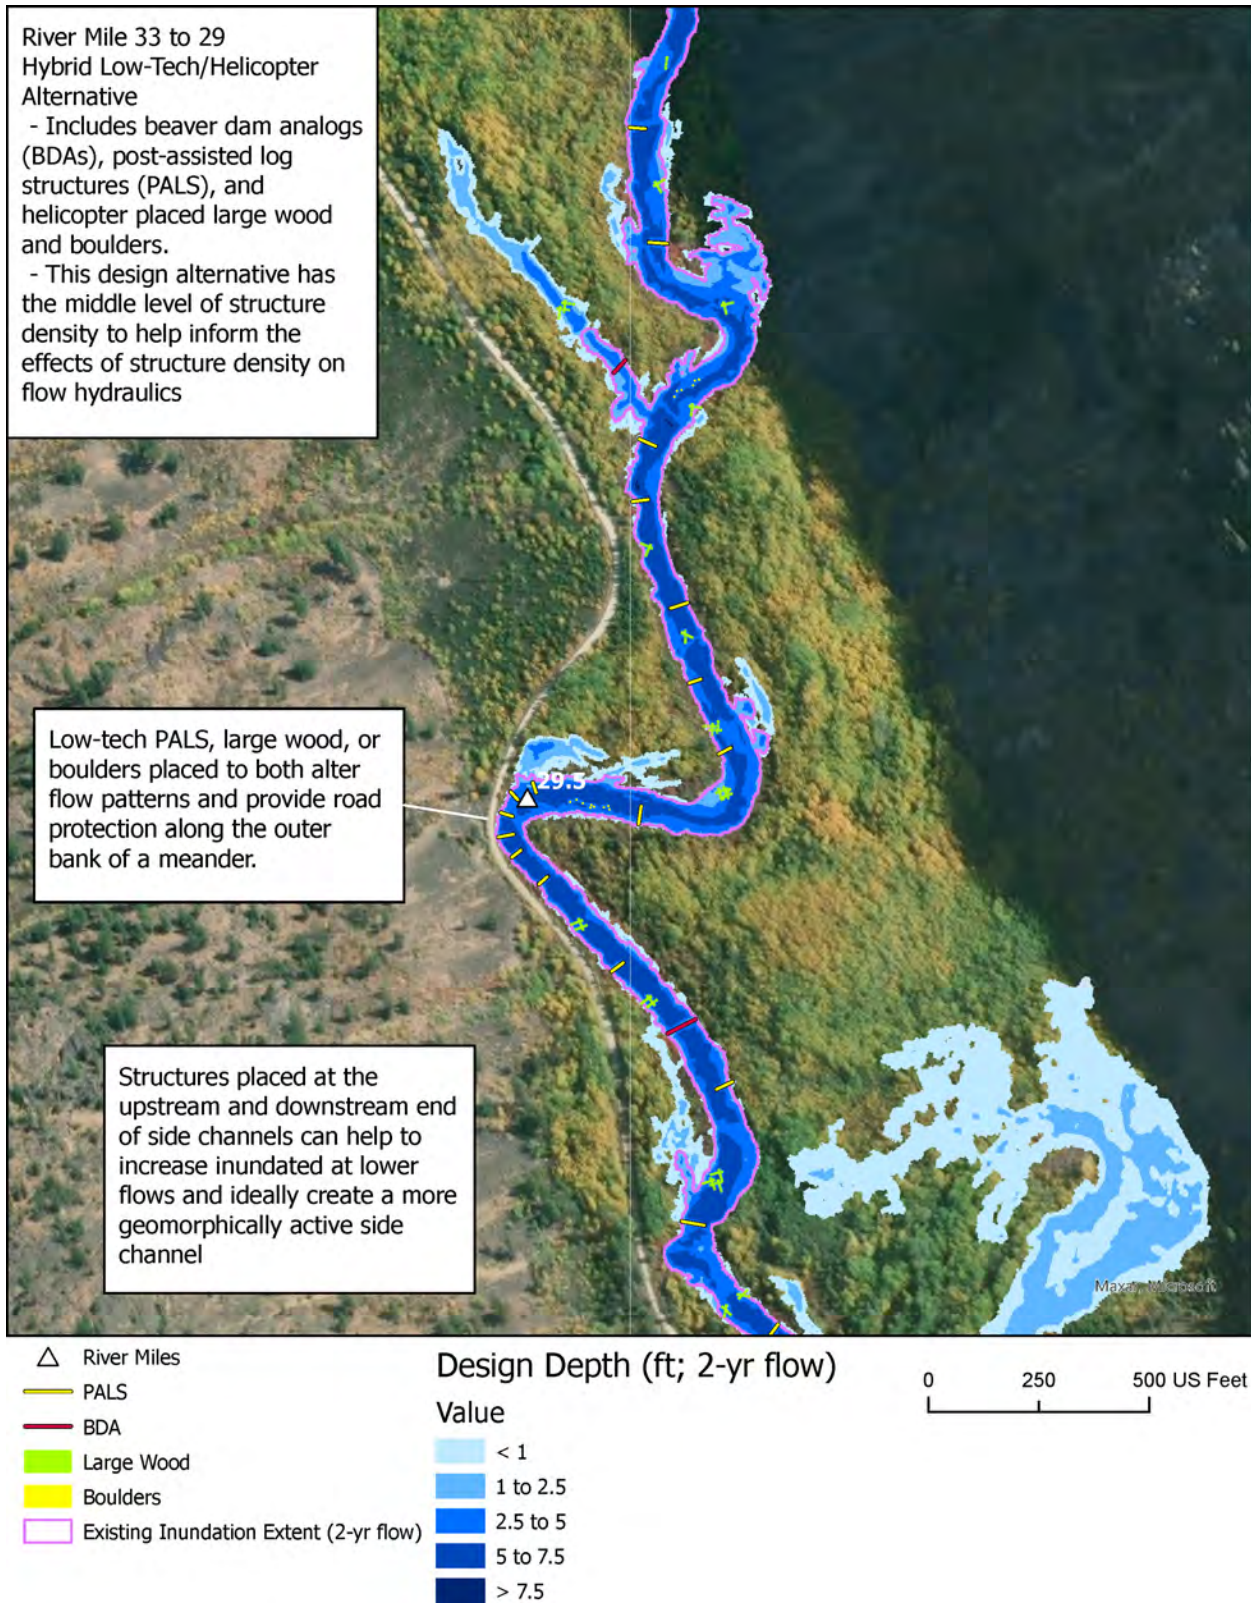 River Mile 33 to 29
Hybrid Low-Tech/Helicopter
Alternative
- Includes beaver dam analogs
(BDAs), post-assisted log
structures (PALS), and
helicopter placed large wood
and boulders.
- This design alternative has
the middle level of structure
density to help inform the
effects of structure density on
flow hydraulics
29.5
Low-tech PALS, large wood, or
boulders placed to both alter
flow patterns and provide road
protection along the outer
bank of a meander.
Structures placed at the
upstream and downstream end
of side channels can help to
increase inundated at lower
flows and ideally create a more
geomorphically active side
channel
Maxar, Microsoft
River Miles
PALS
BDA
Large Wood
Boulders
Existing Inundation Extent (2-yr flow)
Design Depth (ft; 2-yr flow)
Value
< 1
1 to 2.5
2.5 to 5
5 to 7.5
> 7.5
0 250 500 US Feet